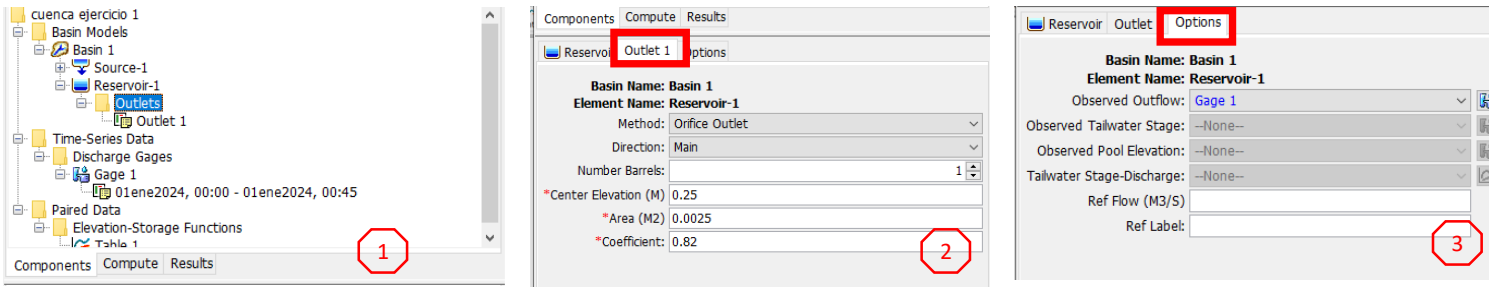 cuenca ejercicio 1
Basin Models
Basin 1
Source-1
Reservoir-1
Outlets
Outlet 1
Time-Series Data
Discharge Gages
Gage 1
01ene2024, 00:00 - 01ene2024, 00:45
Paired Data
Elevation-Storage Functions
Table 1
Components Compute Results
1
Components Compute Results
Reservoir Outlet 1 Options
Basin Name: Basin 1
Element Name: Reservoir-1
Method: Orifice Outlet
Direction: Main
Number Barrels: 1
*Center Elevation (M) 0.25
*Area (M2) 0.0025
*Coefficient: 0.82
2
Reservoir Outlet Options
Basin Name: Basin 1
Element Name: Reservoir-1
Observed Outflow: Gage 1
Observed Tailwater Stage: --None--
Observed Pool Elevation: --None--
Tailwater Stage-Discharge: --None--
Ref Flow (M3/S)
Ref Label:
3